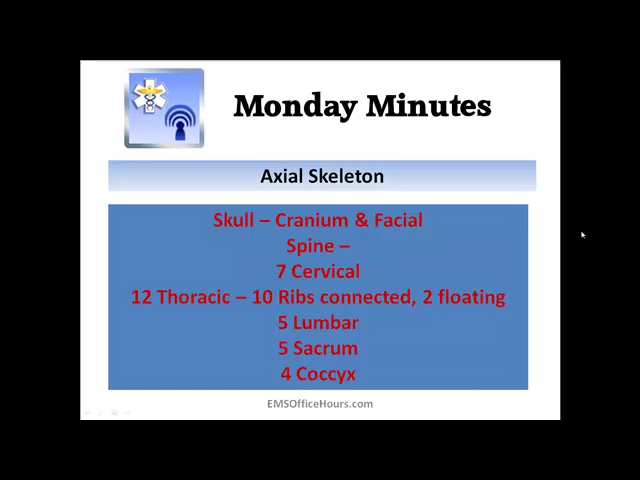 Monday Minutes
Axial Skeleton
Skull – Cranium & Facial
Spine –
7 Cervical
12 Thoracic – 10 Ribs connected, 2 floating
5 Lumbar
5 Sacrum
4 Coccyx
EMSOfficeHours.com